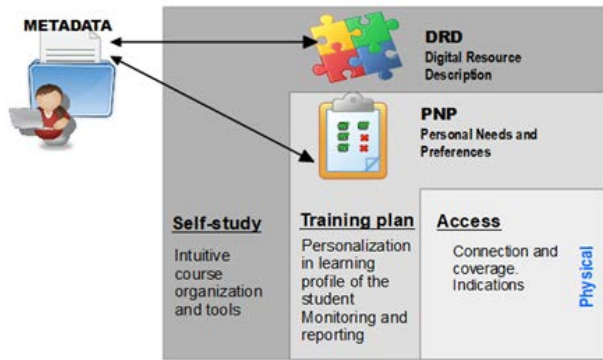 METADATA
DRD
Digital Resource
Description
PNP
Personal Needs and
Preferences
Self-study
Intuitive
course
organization
and tools
Training plan
Personalization
in learning
profile of the
student
Monitoring and
reporting
Access
Connection and
coverage.
Indications
Physical